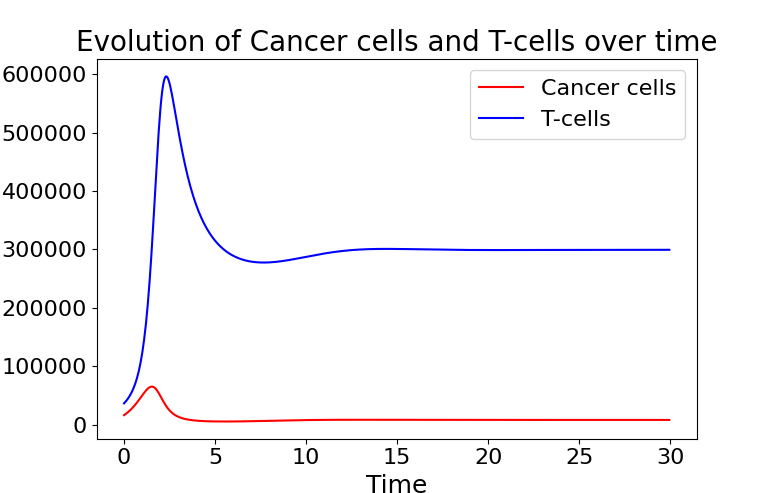 Evolution of Cancer cells and T-cells over time
Cancer cells
T-cells
600000
500000
400000
300000
200000
100000
0
0 5 10 15 20 25 30
Time